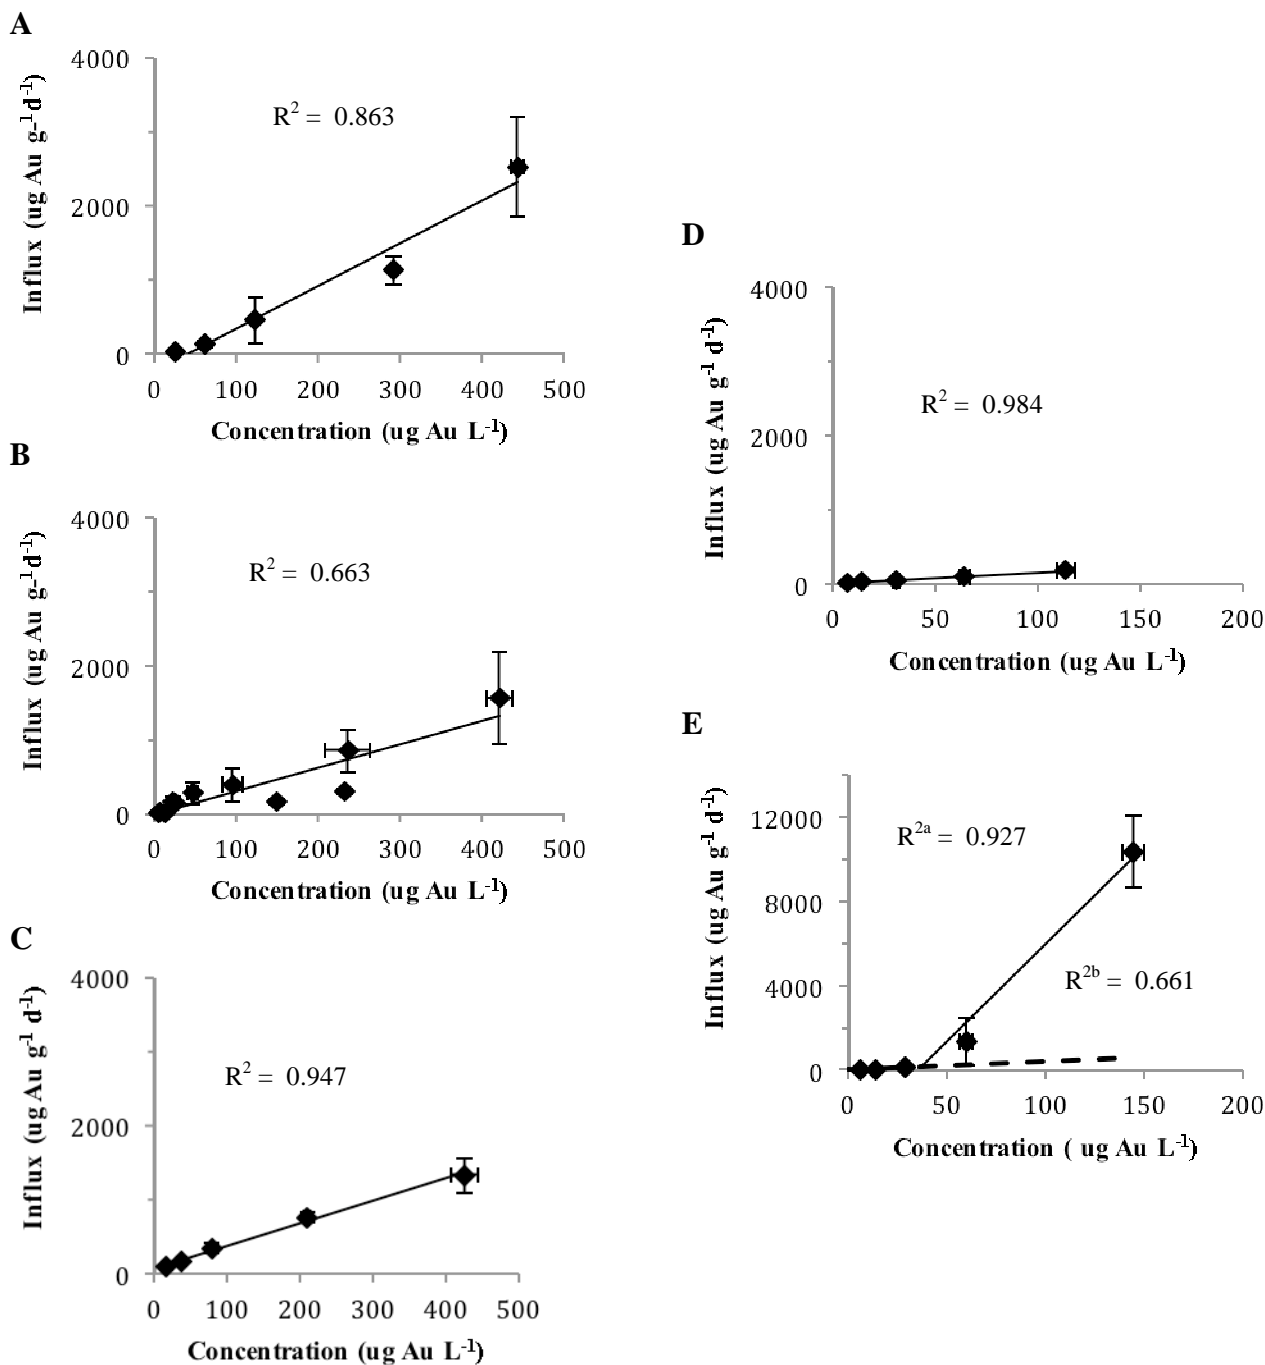 A
4000
2000
0
0 100 200 300 400 500
R² = 0.863
Influx (ug Au g-¹d⁻¹)
Concentration (ug Au L⁻¹)
B
4000
2000
0
0 100 200 300 400 500
R² = 0.663
Influx (ug Au g-¹d⁻¹)
Concentration (ug Au L⁻¹)
C
4000
2000
0
0 100 200 300 400 500
R² = 0.947
Influx (ug Au g⁻¹ d⁻¹)
Concentration (ug Au L⁻¹)
D
4000
2000
0
0 50 100 150 200
R² = 0.984
Influx (ug Au g⁻¹ d⁻¹)
Concentration (ug Au L⁻¹)
E
12000
8000
4000
0
0 50 100 150 200
R²ᵃ = 0.927
R²ᵇ = 0.661
Influx (ug Au g⁻¹ d⁻¹)
Concentration ( ug Au L⁻¹)